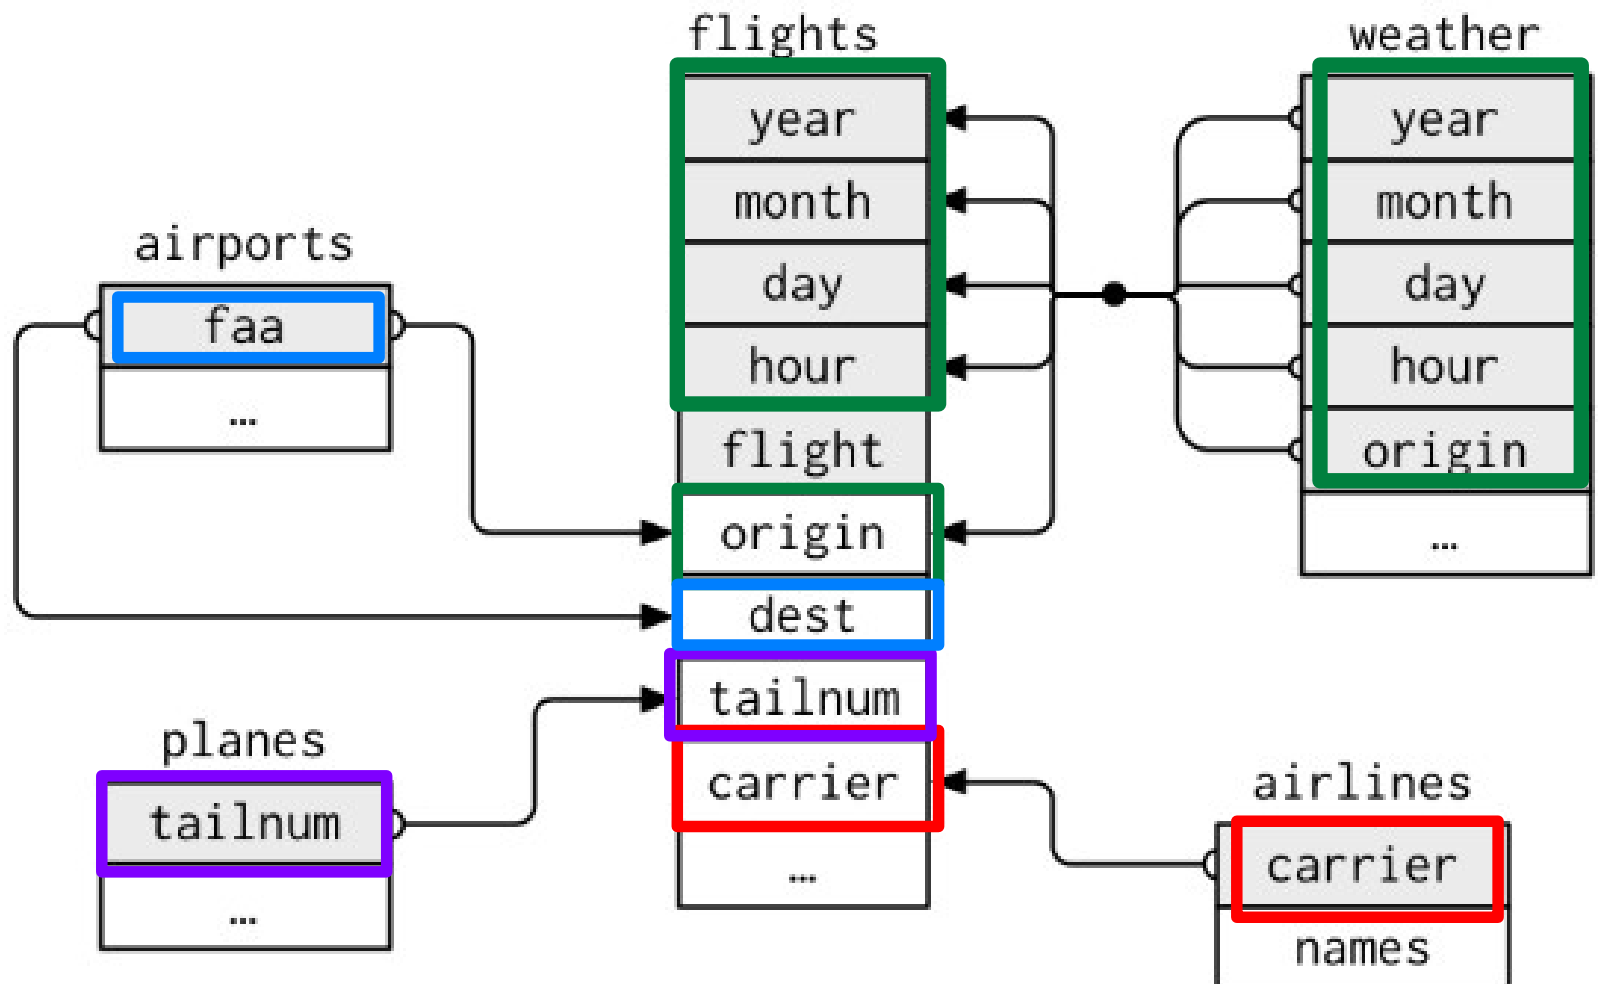 flights
year
month
day
hour
flight
origin
dest
tailnum
carrier
…
weather
year
month
day
hour
origin
…
airports
faa
…
planes
tailnum
…
airlines
carrier
names